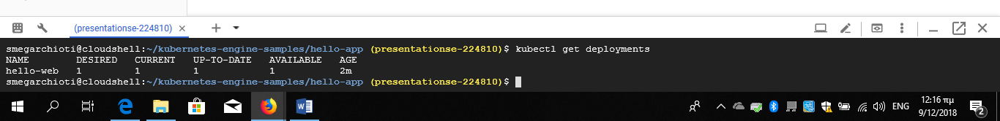 (presentationse-224810)
smegarchioti@cloudshell:~/kubernetes-engine-samples/hello-app (presentationse-224810)$ kubectl get deployments
NAME DESIRED CURRENT UP-TO-DATE AVAILABLE AGE
hello-web 1 1 1 1 2m
smegarchioti@cloudshell:~/kubernetes-engine-samples/hello-app (presentationse-224810)$
ENG
12:16 πμ
9/12/2018
2